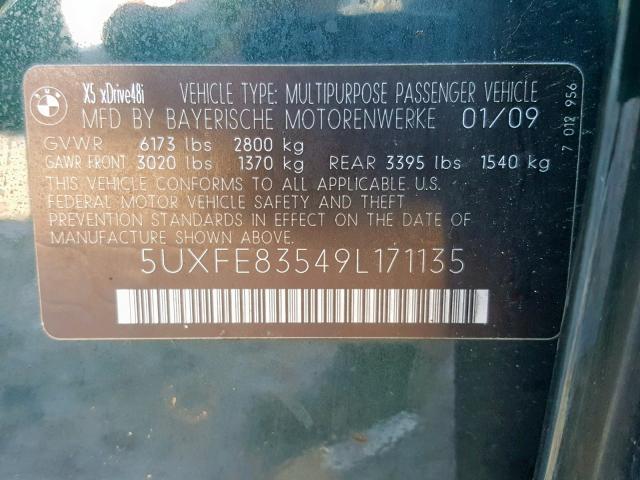 BMW X5 xDrive48i VEHICLE TYPE: MULTIPURPOSE PASSENGER VEHICLE
MFD BY BAYERISCHE MOTORENWERKE 01/09
GVWR 6173 lbs 2800 kg
GAWR FRONT 3020 lbs 1370 kg REAR 3395 lbs 1540 kg
THIS VEHICLE CONFORMS TO ALL APPLICABLE U.S.
FEDERAL MOTOR VEHICLE SAFETY AND THEFT
PREVENTION STANDARDS IN EFFECT ON THE DATE OF
MANUFACTURE SHOWN ABOVE.
5UXFE83549L171135
7 012 956